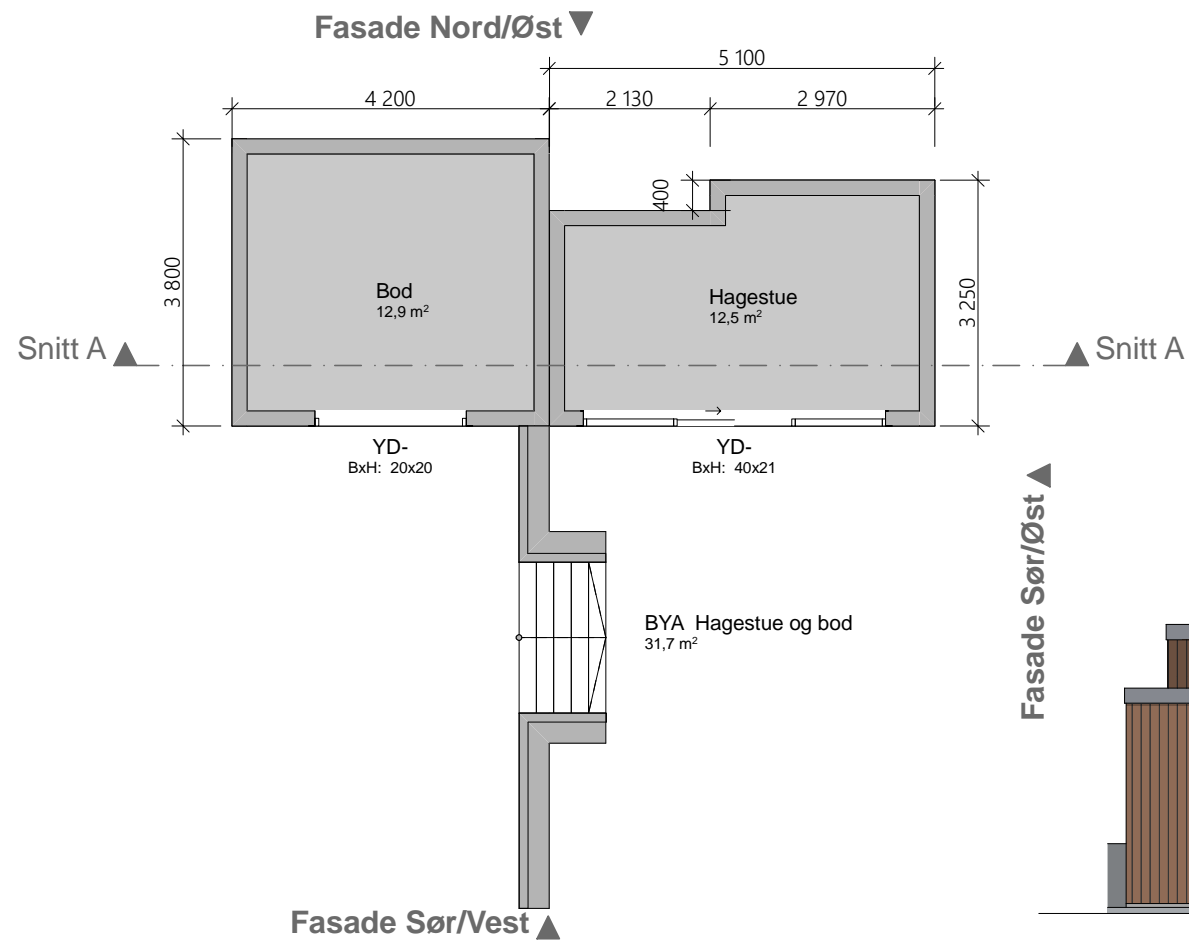 Fasade Nord/Øst
5 100
4 200
2 130
2 970
400
3 800
3 250
Bod
12,9 m²
Hagestue
12,5 m²
Snitt A
Snitt A
YD-
BxH: 20x20
YD-
BxH: 40x21
Fasade Sør/Øst
BYA Hagestue og bod
31,7 m²
Fasade Sør/Vest